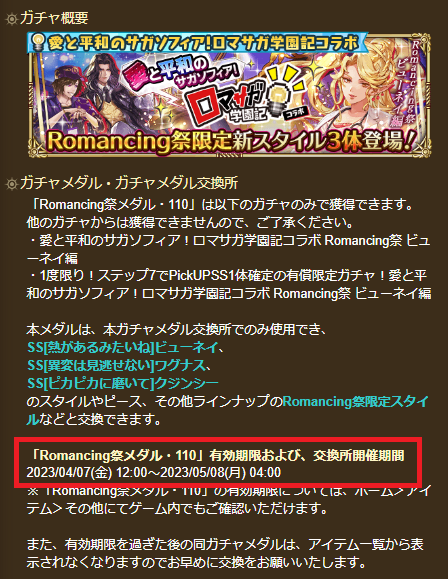 ガチャ概要
愛と平和のサガソフィア！ロマサガ学園記コラボ
愛と平和の
サガソフィア！
ロマサガ
学園記
コラボ
Romancing祭
ビューネイ編
Romancing祭限定新スタイル3体登場！
ガチャメダル・ガチャメダル交換所
「Romancing祭メダル・110」は以下のガチャのみで獲得できます。
他のガチャからは獲得できませんので、ご了承ください。
・愛と平和のサガソフィア！ロマサガ学園記コラボ Romancing祭 ビュ
ーネイ編
・1度限り！ステップ7でPickUPSS1体確定の有償限定ガチャ！愛と平
和のサガソフィア！ロマサガ学園記コラボ Romancing祭 ビューネイ編
本メダルは、本ガチャメダル交換所でのみ使用でき、
SS[熱があるみたいね]ビューネイ、
SS[異変は見逃せない]ワグナス、
SS[ピカピカに磨いて]クジンシー
のスタイルやピース、その他ラインナップのRomancing祭限定スタイ
ルなどと交換できます。
「Romancing祭メダル・110」有効期限および、交換所開催期間
2023/04/07(金) 12:00～2023/05/08(月) 04:00
※「Romancing祭メダル・110」の有効期限については、ホーム>アイ
テム> その他にてゲーム内でもご確認いただけます。
また、有効期限を過ぎた後の同ガチャメダルは、アイテム一覧から表
示されなくなりますのでお早めに交換をお願いいたします。